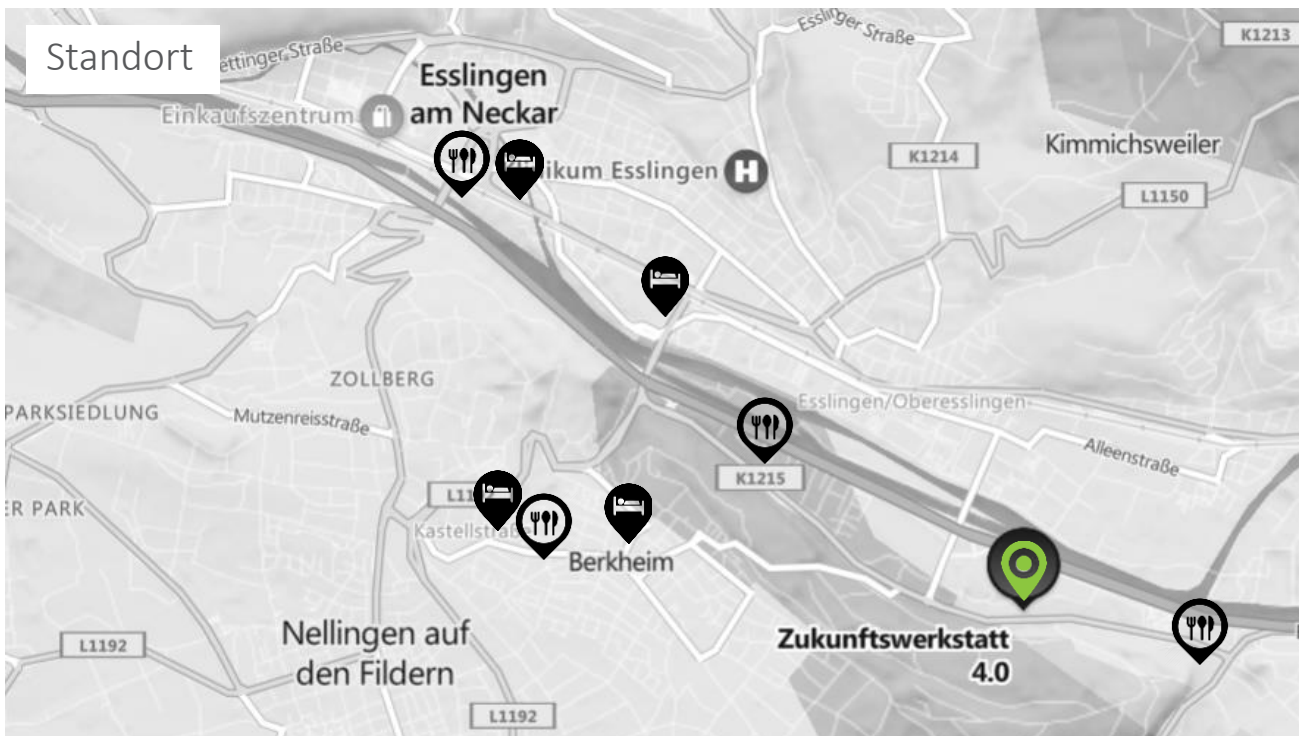 Standort
ettinger Straße
Esslinger Straße
K1213
Esslingen
am Neckar
Einkaufszentrum
ikum Esslingen
H
K1214
Kimmichsweiler
L1150
ZOLLBERG
PARKSIEDLUNG
Mutzenreisstraße
Esslingen/Oberesslingen
Alleenstraße
K1215
ER PARK
Kastellstraße
Berkheim
Nellingen auf
den Fildern
Zukunftswerkstatt
4.0
L1192
L1192